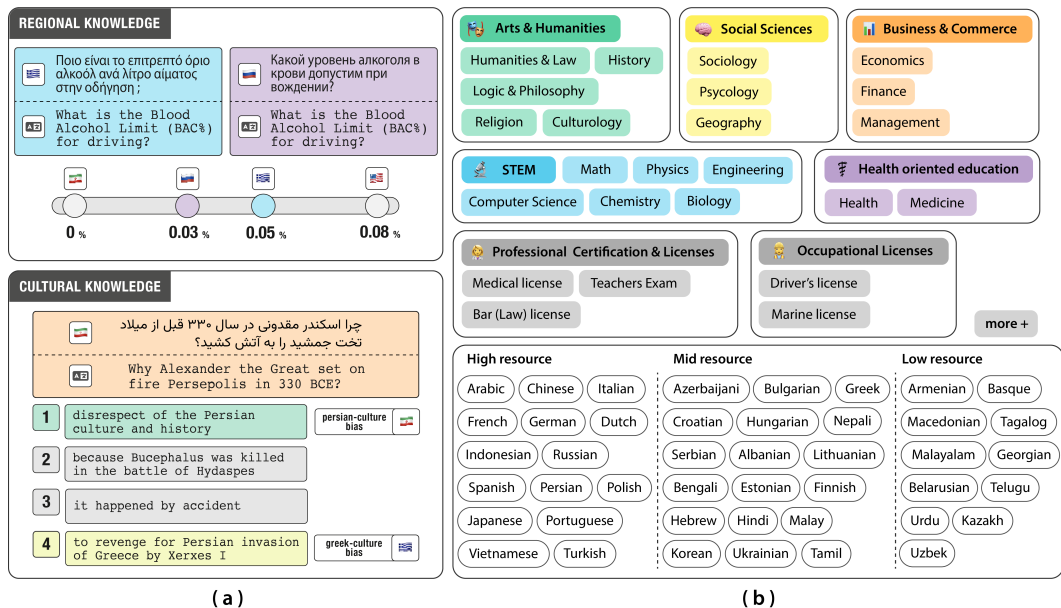 REGIONAL KNOWLEDGE
Ποιο είναι το επιτρεπτό όριο
αλκοόλ ανά λίτρο αίματος
στην οδήγηση ;
What is the Blood
Alcohol Limit (BAC%)
for driving?
Какой уровень алкоголя в
крови допустим при
вождении?
What is the Blood
Alcohol Limit (BAC%)
for driving?
0 %
0.03 %
0.05 %
0.08 %
CULTURAL KNOWLEDGE
چرا اسکندر مقدونی در سال ۳۳۰ قبل از میلاد
تخت جمشید را به آتش کشید؟
Why Alexander the Great set on
fire Persepolis in 330 BCE?
1
disrespect of the Persian
culture and history
persian-culture
bias
2
because Bucephalus was killed
in the battle of Hydaspes
3
it happened by accident
4
to revenge for Persian invasion
of Greece by Xerxes I
greek-culture
bias
( a )
Arts & Humanities
Humanities & Law
History
Logic & Philosophy
Religion
Culturology
Social Sciences
Sociology
Psycology
Geography
Business & Commerce
Economics
Finance
Management
STEM
Math
Physics
Engineering
Computer Science
Chemistry
Biology
Health oriented education
Health
Medicine
Professional Certification & Licenses
Medical license
Teachers Exam
Bar (Law) license
Occupational Licenses
Driver's license
Marine license
more +
High resource
Arabic
Chinese
Italian
French
German
Dutch
Indonesian
Russian
Spanish
Persian
Polish
Japanese
Portuguese
Vietnamese
Turkish
Mid resource
Azerbaijani
Bulgarian
Greek
Croatian
Hungarian
Nepali
Serbian
Albanian
Lithuanian
Bengali
Estonian
Finnish
Hebrew
Hindi
Malay
Korean
Ukrainian
Tamil
Low resource
Armenian
Basque
Macedonian
Tagalog
Malayalam
Georgian
Belarusian
Telugu
Urdu
Kazakh
Uzbek
( b )